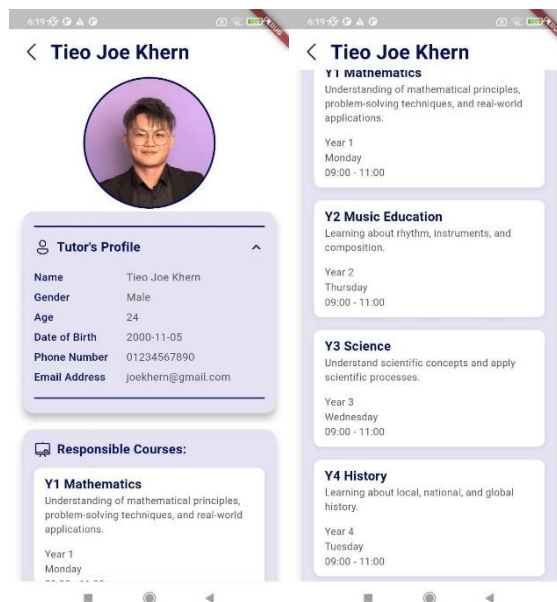 6:19
Tieo Joe Khern
Tutor's Profile
Name Tieo Joe Khern
Gender Male
Age 24
Date of Birth 2000-11-05
Phone Number 01234567890
Email Address joekhern@gmail.com
Responsible Courses:
Y1 Mathematics
Understanding of mathematical principles,
problem-solving techniques, and real-world
applications.
Year 1
Monday
6:19
Tieo Joe Khern
Y1 Mathematics
Understanding of mathematical principles,
problem-solving techniques, and real-world
applications.
Year 1
Monday
09:00 - 11:00
Y2 Music Education
Learning about rhythm, instruments, and
composition.
Year 2
Thursday
09:00 - 11:00
Y3 Science
Understand scientific concepts and apply
scientific processes.
Year 3
Wednesday
09:00 - 11:00
Y4 History
Learning about local, national, and global
history.
Year 4
Tuesday
09:00 - 11:00